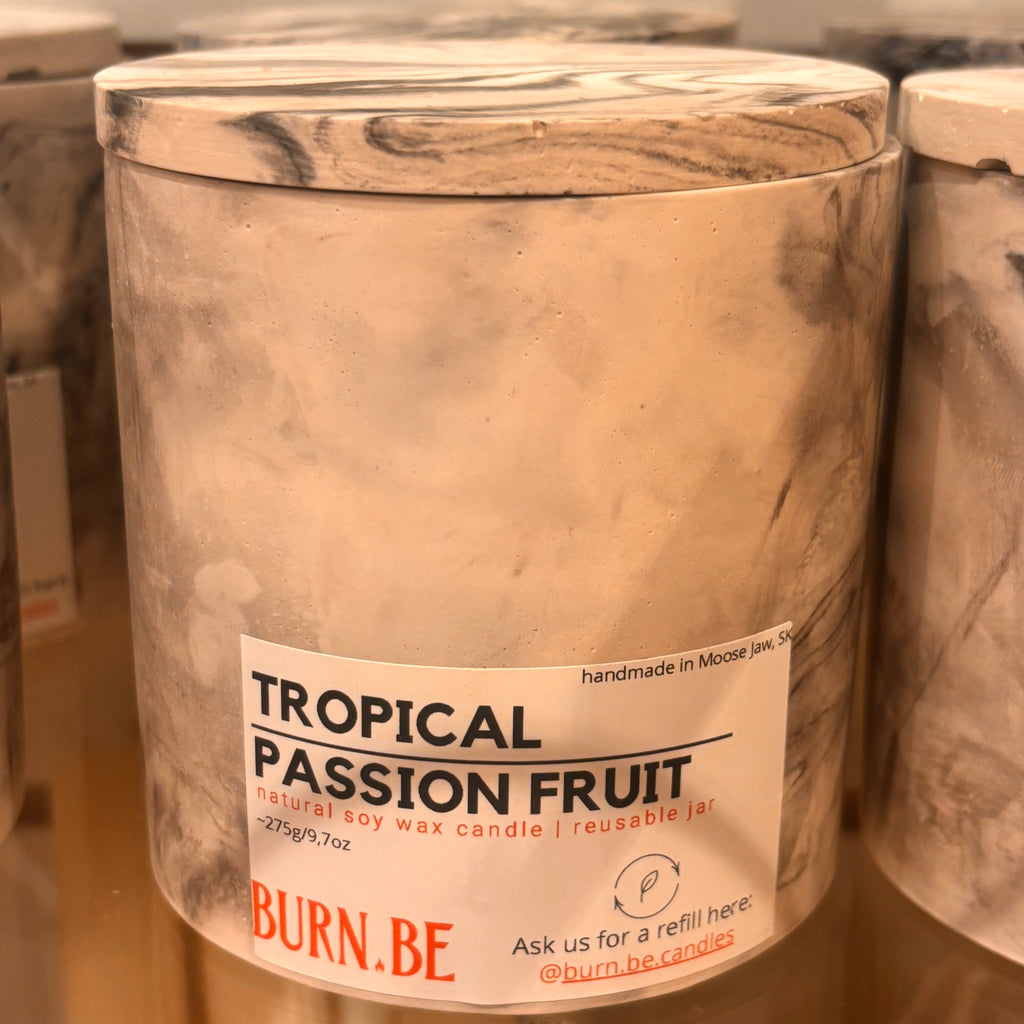 handmade in Moose Jaw, SK
TROPICAL
PASSION FRUIT
natural soy wax candle | reusable jar
~275g/9,7oz
BURN.BE
Ask us for a refill here:
@burn.be.candles